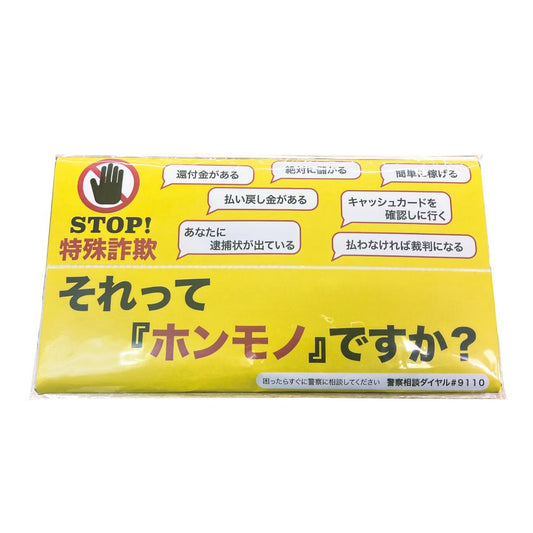 STOP!
特殊詐欺
還付金がある
絶対に儲かる
簡単に稼げる
払い戻し金がある
キャッシュカードを
確認しに行く
あなたに
逮捕状が出ている
払わなければ裁判になる
それって
『ホンモノ』ですか?
困ったらすぐに警察に相談してください 警察相談ダイヤル#9110